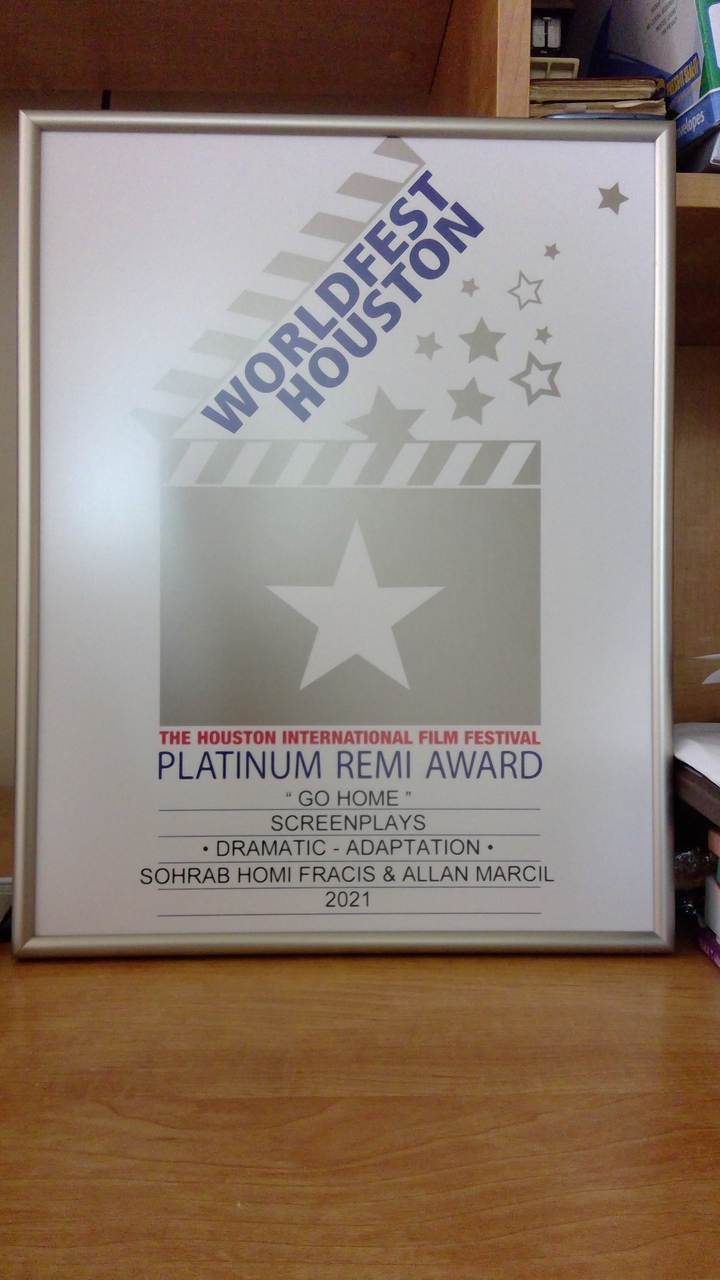 WORLDFEST
HOUSTON
THE HOUSTON INTERNATIONAL FILM FESTIVAL
PLATINUM REMI AWARD
“ GO HOME ”
SCREENPLAYS
• DRAMATIC - ADAPTATION •
SOHRAB HOMI FRACIS & ALLAN MARCIL
2021
velopes